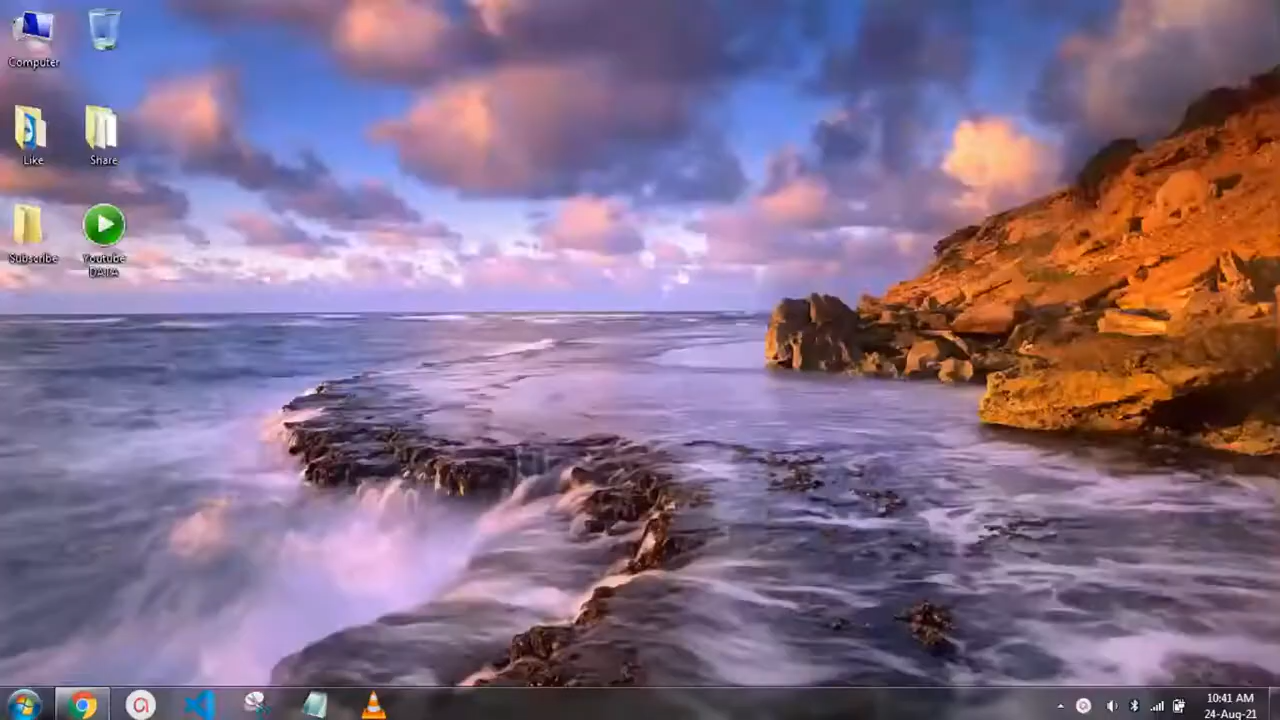 Computer
Like
Share
Subscribe
Youtube
DATA
10:41 AM
24-Aug-21